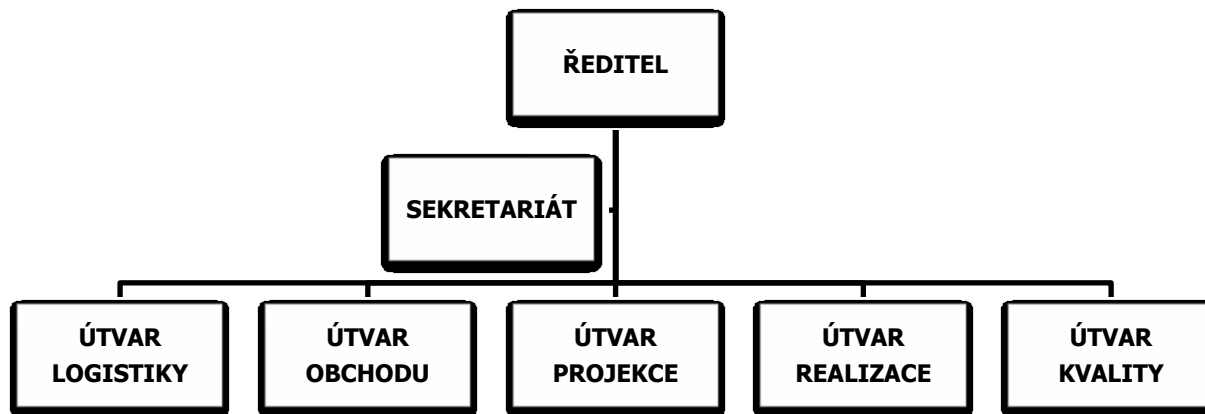 ŘEDITEL
SEKRETARIÁT
ÚTVAR
LOGISTIKY
ÚTVAR
OBCHODU
ÚTVAR
PROJEKCE
ÚTVAR
REALIZACE
ÚTVAR
KVALITY